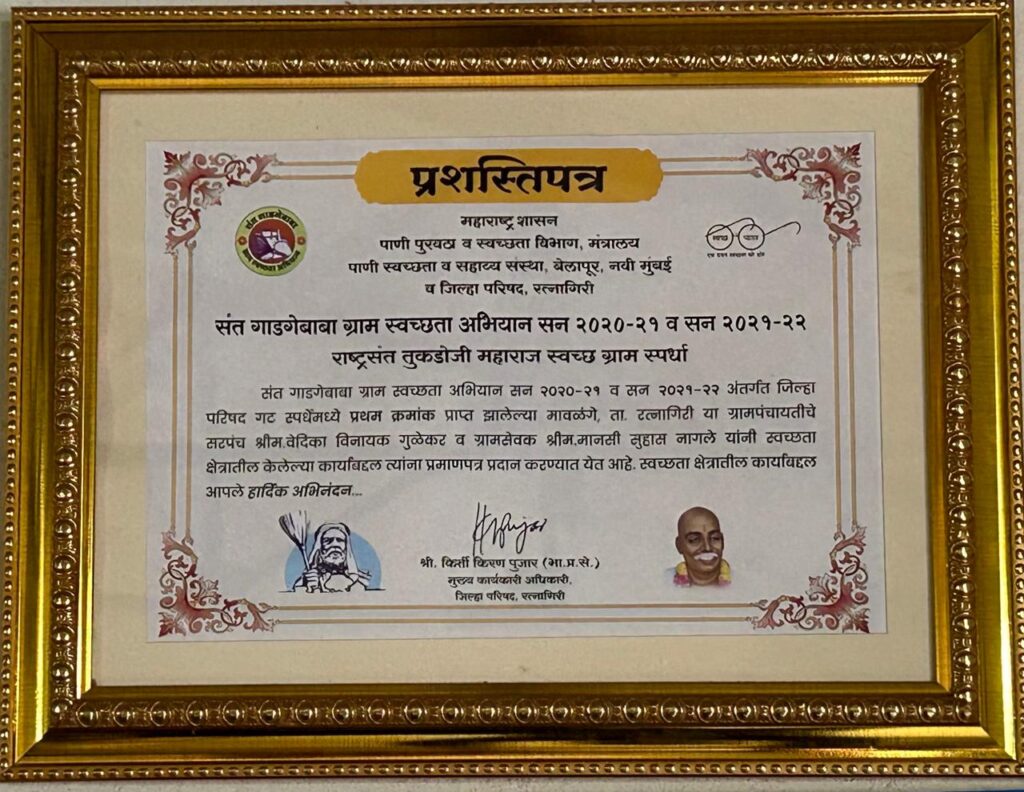 प्रशस्तिपत्र
महाराष्ट्र शासन
पाणी पुरवठा व स्वच्छता विभाग, मंत्रालय
पाणी स्वच्छता व सहाय्य संस्था, बेलापूर, नवी मुंबई
व जिल्हा परिषद, रत्नागिरी
संत गाडगेबाबा
स्वच्छ भारत
संत गाडगेबाबा ग्राम स्वच्छता अभियान सन २०२०-२१ व सन २०२१-२२
राष्ट्रसंत तुकडोजी महाराज स्वच्छ ग्राम स्पर्धा
संत गाडगेबाबा ग्राम स्वच्छता अभियान सन २०२०-२१ व सन २०२१-२२ अंतर्गत जिल्हा
परिषद गट स्पर्धेमध्ये प्रथम क्रमांक प्राप्त झालेल्या मावळंगे, ता. रत्नागिरी या ग्रामपंचायतीचे
सरपंच श्रीम.वेदिका विनायक गुळेकर व ग्रामसेवक श्रीम.मानसी सुहास नागले यांनी स्वच्छता
क्षेत्रातील केलेल्या कार्याबद्दल त्यांना प्रमाणपत्र प्रदान करण्यात येत आहे. स्वच्छता क्षेत्रातील कार्याबद्दल
आपले हार्दिक अभिनंदन...
श्री. किर्ती किरण पुजार (भा.प्र.से.)
मुख्य कार्यकारी अधिकारी,
जिल्हा परिषद, रत्नागिरी